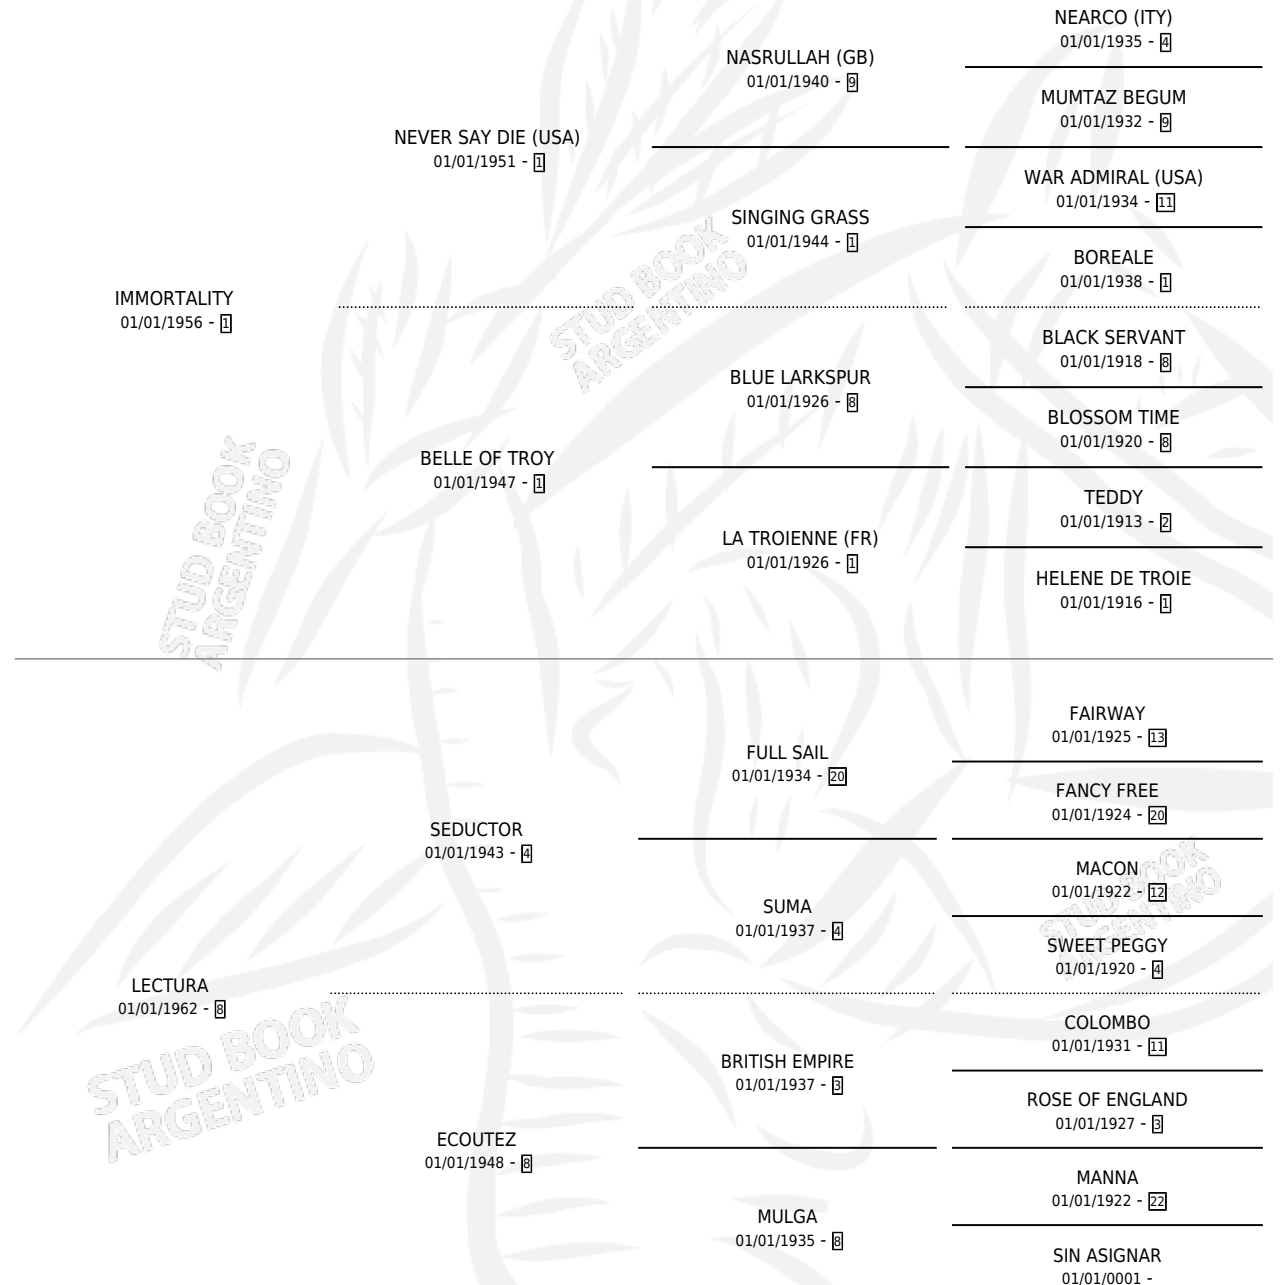 NEARCO (ITY)
01/01/1935 - 4
NASRULLAH (GB)
01/01/1940 - 9
MUMTAZ BEGUM
01/01/1932 - 9
NEVER SAY DIE (USA)
01/01/1951 - 1
WAR ADMIRAL (USA)
01/01/1934 - 11
SINGING GRASS
01/01/1944 - 1
BOREALE
01/01/1938 - 1
IMMORTALITY
01/01/1956 - 1
BLACK SERVANT
01/01/1918 - 8
BLUE LARKSPUR
01/01/1926 - 8
BLOSSOM TIME
01/01/1920 - 8
BELLE OF TROY
01/01/1947 - 1
TEDDY
01/01/1913 - 2
LA TROIENNE (FR)
01/01/1926 - 1
HELENE DE TROIE
01/01/1916 - 1
FAIRWAY
01/01/1925 - 13
FULL SAIL
01/01/1934 - 20
FANCY FREE
01/01/1924 - 20
SEDUCTOR
01/01/1943 - 4
MACON
01/01/1922 - 12
SUMA
01/01/1937 - 4
SWEET PEGGY
01/01/1920 - 4
LECTURA
01/01/1962 - 8
COLOMBO
01/01/1931 - 11
BRITISH EMPIRE
01/01/1937 - 3
ROSE OF ENGLAND
01/01/1927 - 3
ECOUTEZ
01/01/1948 - 8
MANNA
01/01/1922 - 22
MULGA
01/01/1935 - 8
SIN ASIGNAR
01/01/0001 -
STUD BOOK
ARGENTINO
STUD BOOK
ARGENTINO
STUD BOOK
ARGENTINO
STUD BOOK
ARGENTINO